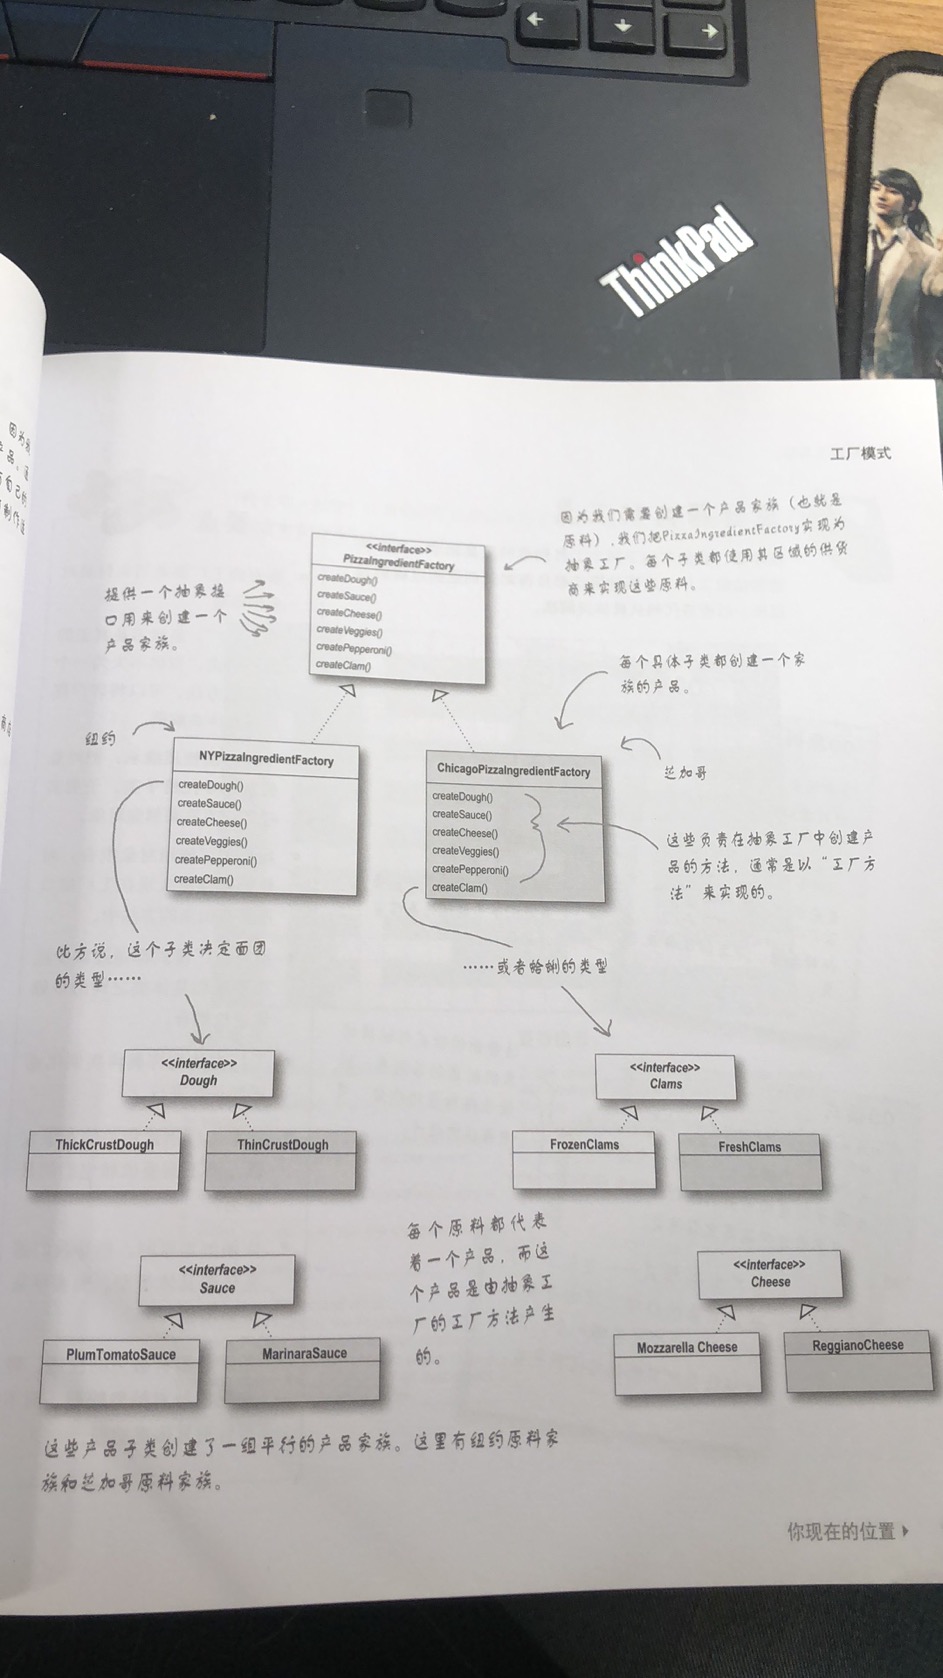 ThinkPad
工厂模式
因为我们需要创建一个产品家族（也就是
原料），我们把PizzaIngredientFactory实现为
抽象工厂。每个子类都使用其区域的供货
商来实现这些原料。
<<interface>>
PizzaIngredientFactory
createDough()
createSauce()
createCheese()
createVeggies()
createPepperoni()
createClam()
提供一个抽象接
口用来创建一个
产品家族。
每个具体子类都创建一个家
族的产品。
纽约
NYPizzaIngredientFactory
createDough()
createSauce()
createCheese()
createVeggies()
createPepperoni()
createClam()
ChicagoPizzaIngredientFactory
createDough()
createSauce()
createCheese()
createVeggies()
createPepperoni()
createClam()
芝加哥
这些负责在抽象工厂中创建产
品的方法，通常是以“工厂方
法”来实现的。
比方说，这个子类决定面团
的类型……
……或者蛤蜊的类型
<<interface>>
Dough
ThickCrustDough
ThinCrustDough
<<interface>>
Clams
FrozenClams
FreshClams
每个原料都代表
着一个产品，而这
个产品是由抽象工
厂的工厂方法产生
的。
<<interface>>
Sauce
PlumTomatoSauce
MarinaraSauce
<<interface>>
Cheese
Mozzarella Cheese
ReggianoCheese
这些产品子类创建了一组平行的产品家族。这里有纽约原料家
族和芝加哥原料家族。
你现在的位置